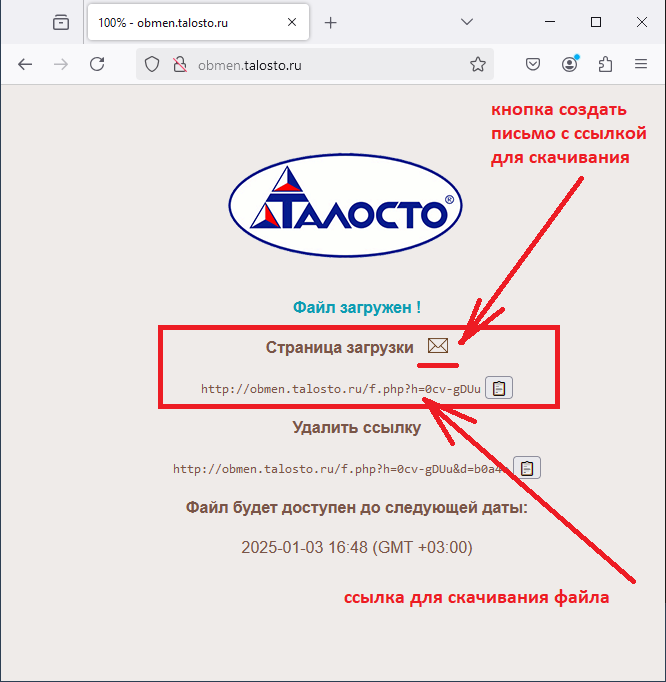 100% - obmen.talosto.ru
obmen.talosto.ru
кнопка создать
письмо с ссылкой
для скачивания
ТАЛОСТО®
Файл загружен !
Страница загрузки
http://obmen.talosto.ru/f.php?h=0cv-gDUu
Удалить ссылку
http://obmen.talosto.ru/f.php?h=0cv-gDUu&d=b0a4
Файл будет доступен до следующей даты:
2025-01-03 16:48 (GMT +03:00)
ссылка для скачивания файла